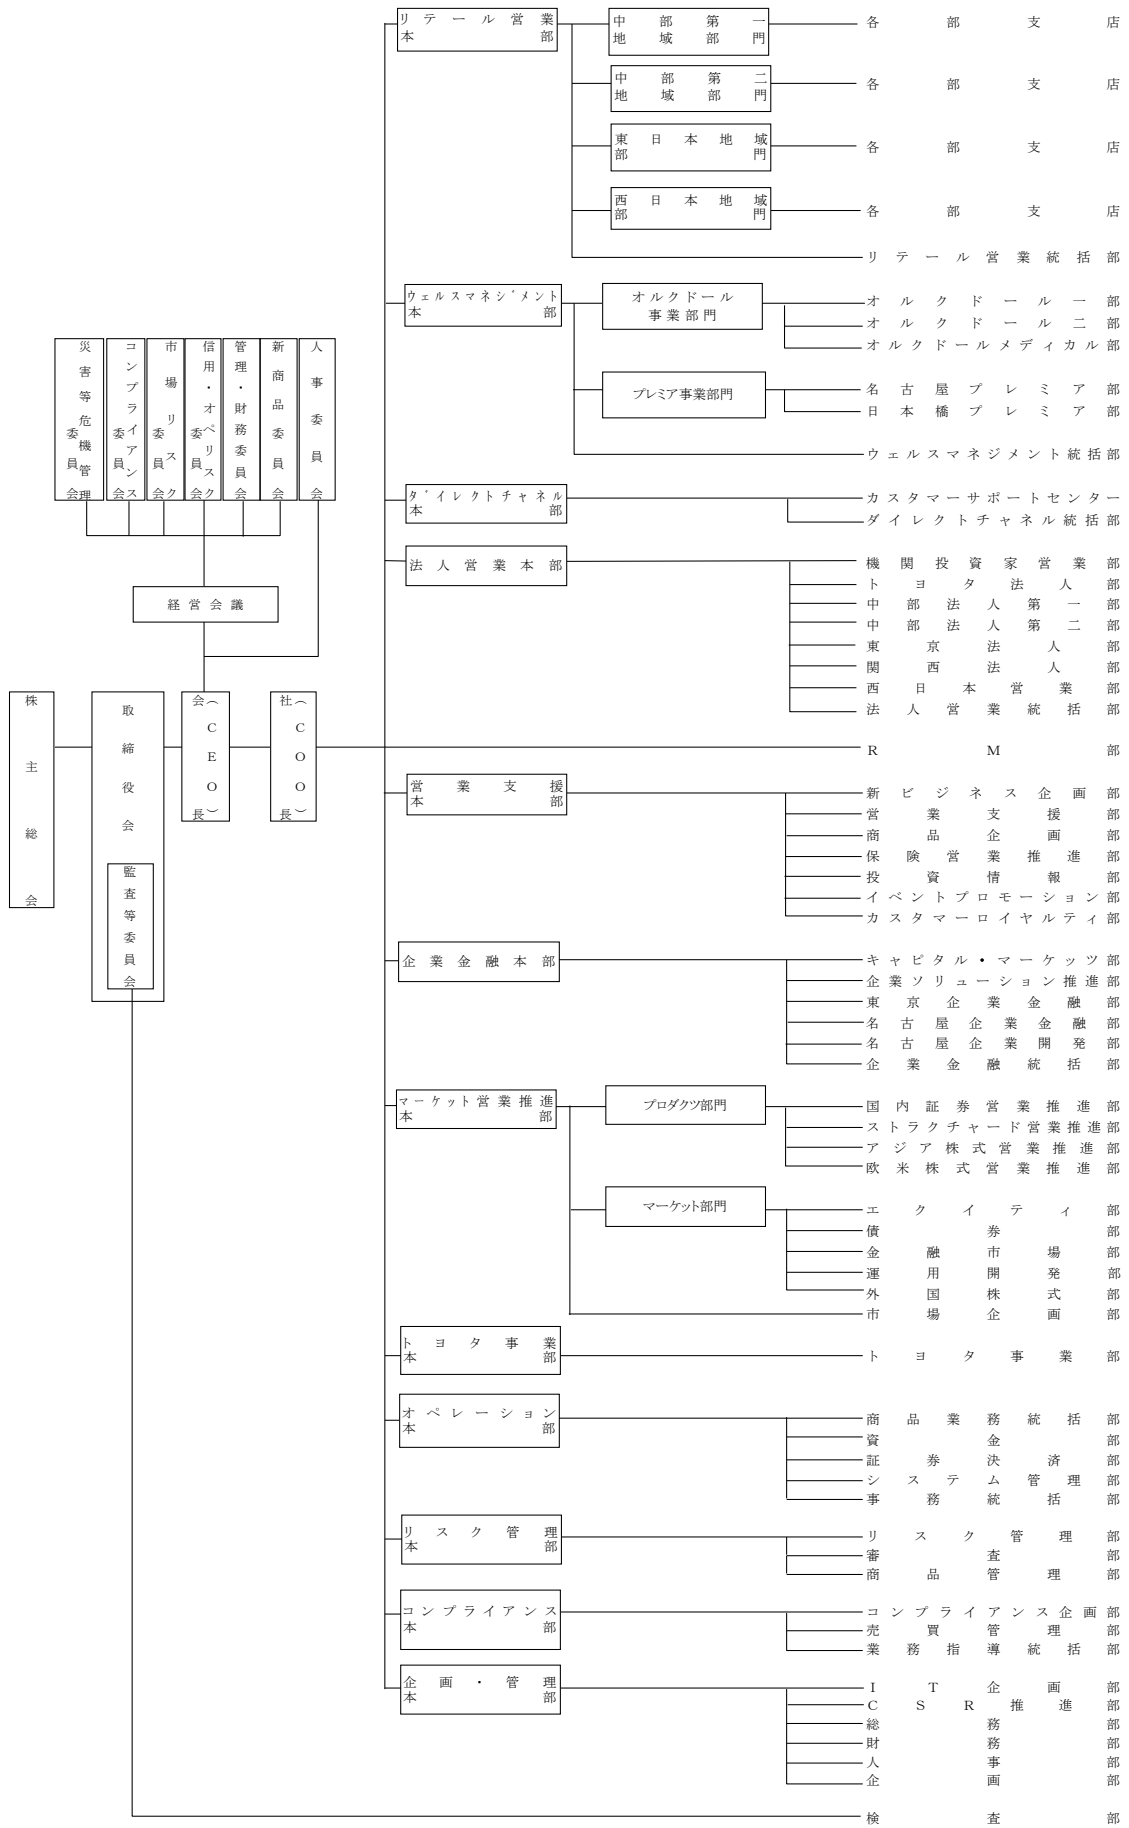 株主総会
取締役会
監査等委員会
会長(CEO)
社長(COO)
経営会議
災害等危機管理委員会
コンプライアンス委員会
市場リスク委員会
信用・オペリスク委員会
管理・財務委員会
新商品委員会
人事委員会
リテール営業
本部
中部第一
地域部門
各部支店
中部第二
地域部門
各部支店
東日本地域
部門
各部支店
西日本地域
部門
各部支店
リテール営業統括部
ウェルスマネジメント
本部
オルクドール
事業部門
オルクドール一部
オルクドール二部
オルクドールメディカル部
プレミア事業部門
名古屋プレミア部
日本橋プレミア部
ウェルスマネジメント統括部
ダイレクトチャネル
本部
カスタマーサポートセンター
ダイレクトチャネル統括部
法人営業本部
機関投資家営業部
トヨタ法人部
中部法人第一部
中部法人第二部
東京法人部
関西法人部
西日本営業部
法人営業統括部
RM部
営業支援
本部
新ビジネス企画部
営業支援部
商品企画部
保険営業推進部
投資情報部
イベントプロモーション部
カスタマーロイヤルティ部
企業金融本部
キャピタル・マーケッツ部
企業ソリューション推進部
東京企業金融部
名古屋企業金融部
名古屋企業開発部
企業金融統括部
マーケット営業推進
本部
プロダクツ部門
国内証券営業推進部
ストラクチャード営業推進部
アジア株式営業推進部
欧米株式営業推進部
マーケット部門
エクイティ部
債券部
金融市場部
運用開発部
外国株式部
市場企画部
トヨタ事業
本部
トヨタ事業部
オペレーション
本部
商品業務統括部
資金部
証券決済部
システム管理部
事務統括部
リスク管理
本部
リスク管理部
審査部
商品管理部
コンプライアンス
本部
コンプライアンス企画部
売買管理部
業務指導統括部
企画・管理
本部
IT企画部
CSR推進部
総務部
財務部
人事部
企画部
検査部